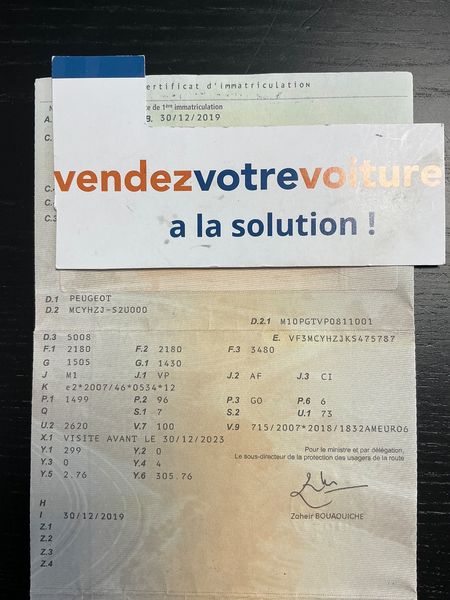 ertificat d'immatriculation
te de 1ère immatriculation
A. B. 30/12/2019
C.
vendezvotrevoiture
a la solution !
C.4
C.
C.3
D.1 PEUGEOT
D.2 MCYHZJ-S2U000
D.2.1 M10PGTVP0811001
D.3 5008 E. VF3MCYHZJKS475787
F.1 2180 F.2 2180 F.3 3480
G 1505 G.1 1430
J M1 J.1 VP J.2 AF J.3 CI
K e2*2007/46*0534*12
P.1 1499 P.2 96 P.3 GO P.6 6
Q S.1 7 S.2 U.1 73
U.2 2620 V.7 100 V.9 715/2007*2018/1832AMEURO6
X.1 VISITE AVANT LE 30/12/2023
Y.1 299 Y.2 0 Pour le ministre et par délégation,
Y.3 0 Y.4 4 Le sous-directeur de la protection des usagers de la route
Y.5 2.76 Y.6 305.76
H
I 30/12/2019 Zoheir BOUAOUICHE
Z.1
Z.2
Z.3
Z.4